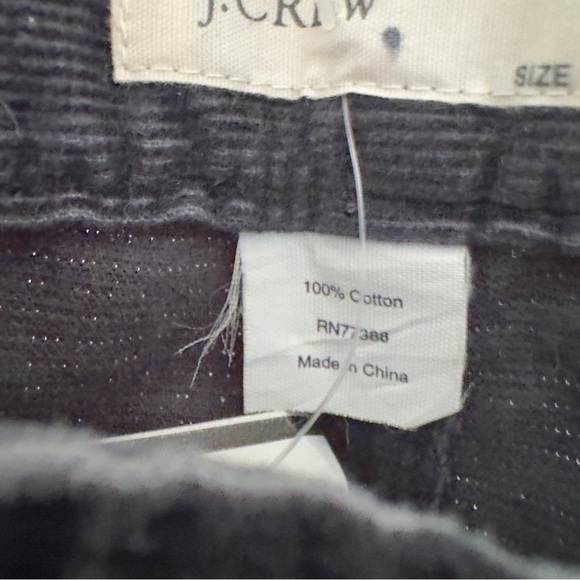 J.CREW
SIZE
100% Cotton
RN77388
Made in China